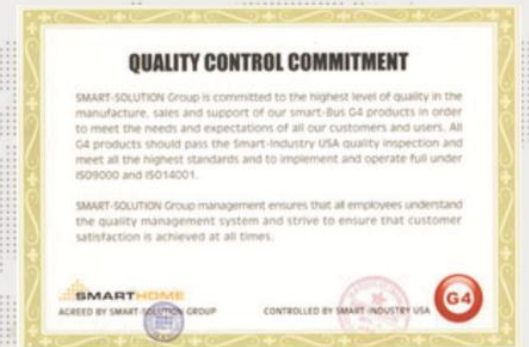 QUALITY CONTROL COMMITMENT
SMART-SOLUTION Group is committed to the highest level of quality in the
manufacture, sales and support of our smart-Bus G4 products in order
to meet the needs and expectations of all our customers and users. All
G4 products should pass the Smart-Industry USA quality inspection and
meet all the highest standards and to implement and operate full under
ISO9000 and ISO14001.
SMART-SOLUTION Group management ensures that all employees understand
the quality management system and strive to ensure that customer
satisfaction is achieved at all times.
SMARTHOME
AGREED BY SMART-SOLUTION GROUP
CONTROLLED BY SMART-INDUSTRY USA
G4